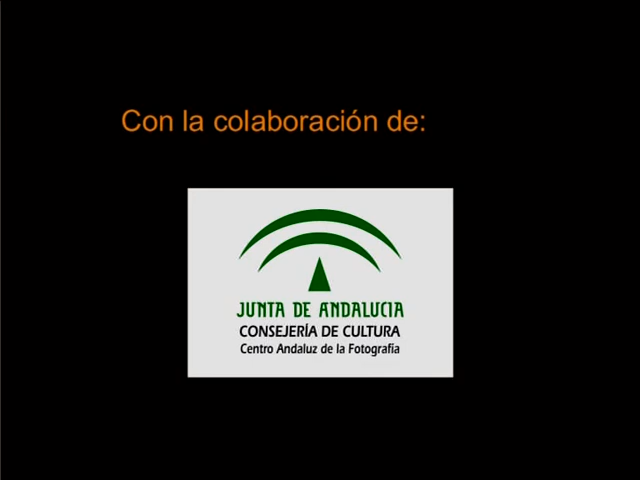 Con la colaboración de:
JUNTA DE ANDALUCIA
CONSEJERÍA DE CULTURA
Centro Andaluz de la Fotografía